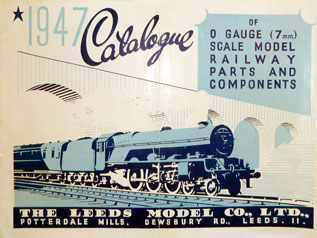 1947
Catalogue
OF
O GAUGE (7mm)
SCALE MODEL
RAILWAY
PARTS AND
COMPONENTS
THE LEEDS MODEL CO., LTD.,
POTTERDALE MILLS, DEWSBURY RD., LEEDS. 11.